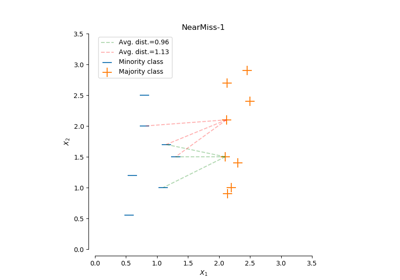 NearMiss-1
Avg. dist.=0.96
Avg. dist.=1.13
Minority class
Majority class
3.5
3.0
2.5
2.0
1.5
1.0
0.5
0.0
X2
0.0 0.5 1.0 1.5 2.0 2.5 3.0 3.5
X1